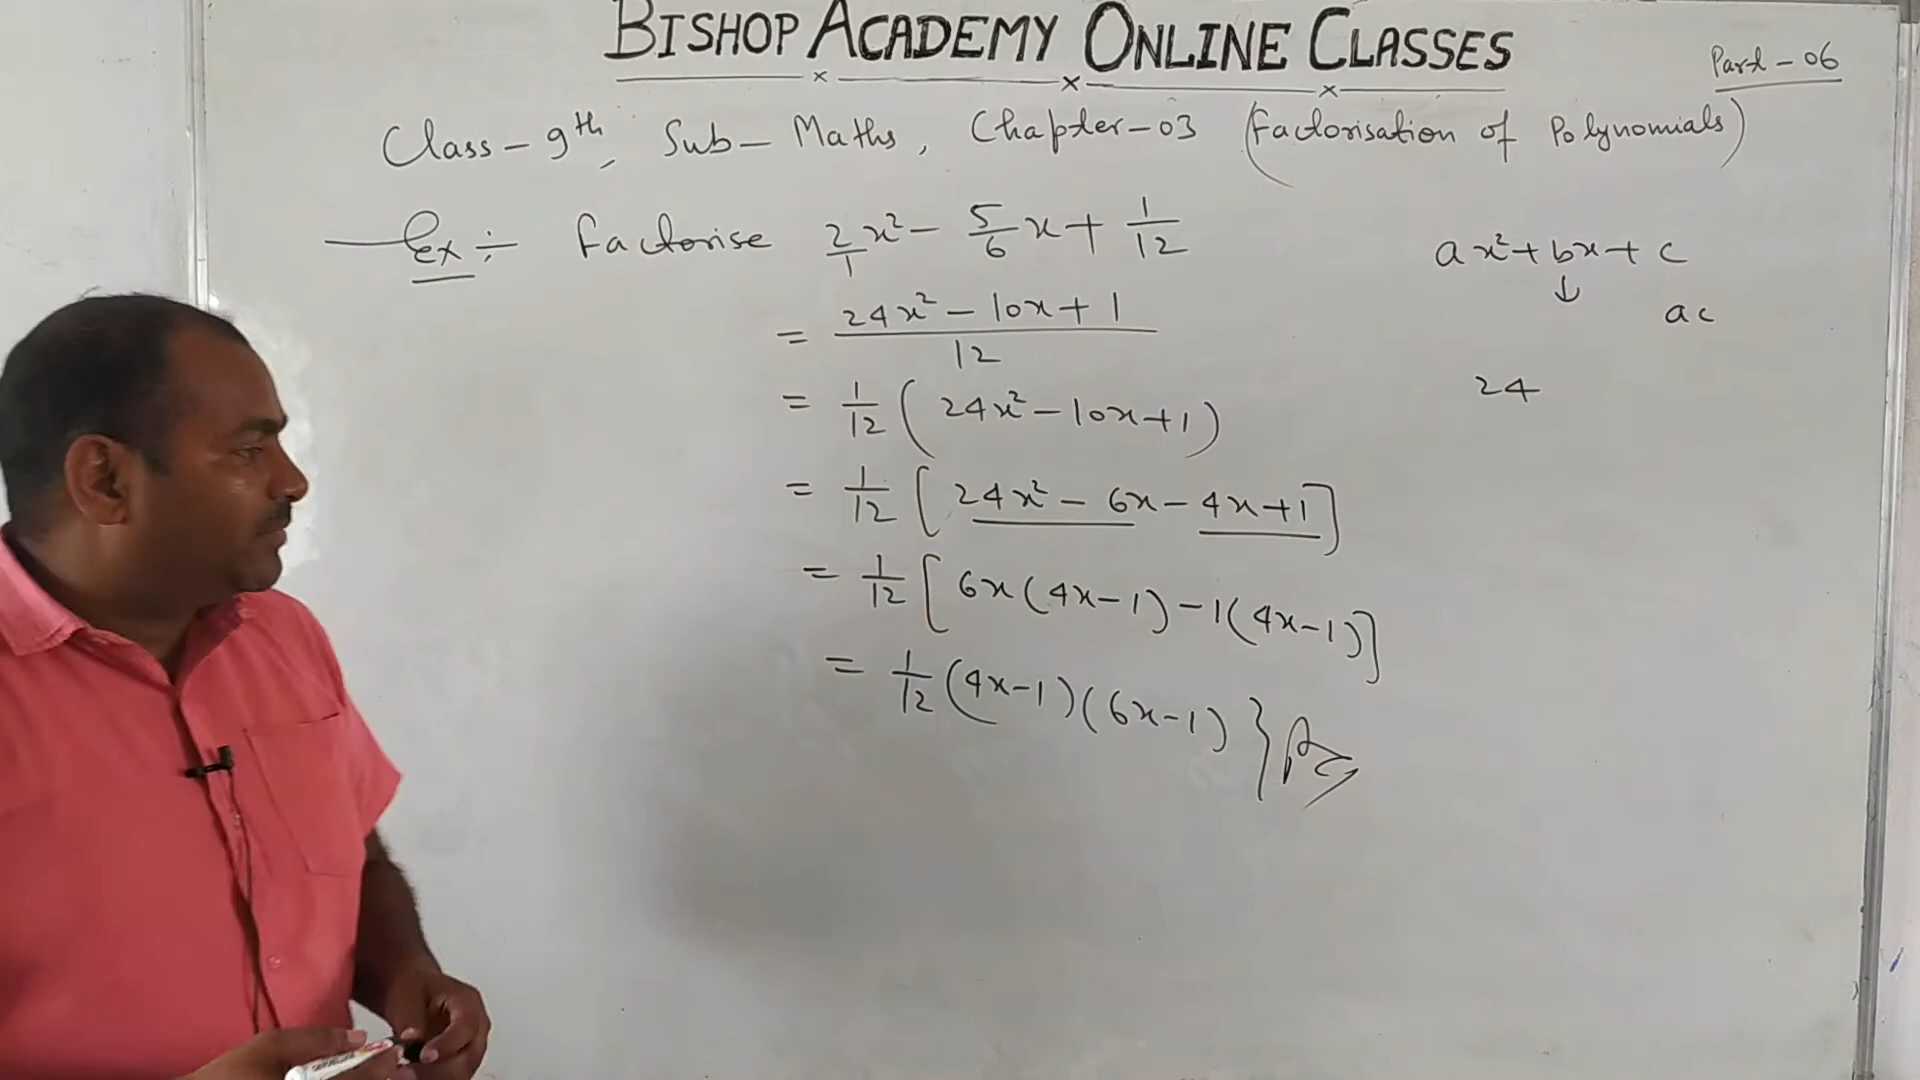 BISHOP ACADEMY ONLINE CLASSES
Part - 06
Class - 9th, Sub - Maths, Chapter - 03 (Factorisation of Polynomials)
Ex ÷ Factorise 2/1 x² - 5/6 x + 1/12
= 24x² - 10x + 1 / 12
= 1/12 (24x² - 10x + 1)
= 1/12 [24x² - 6x - 4x + 1]
= 1/12 [6x(4x - 1) - 1(4x - 1)]
= 1/12 (4x - 1)(6x - 1) }
ax² + bx + c
↓
ac
24